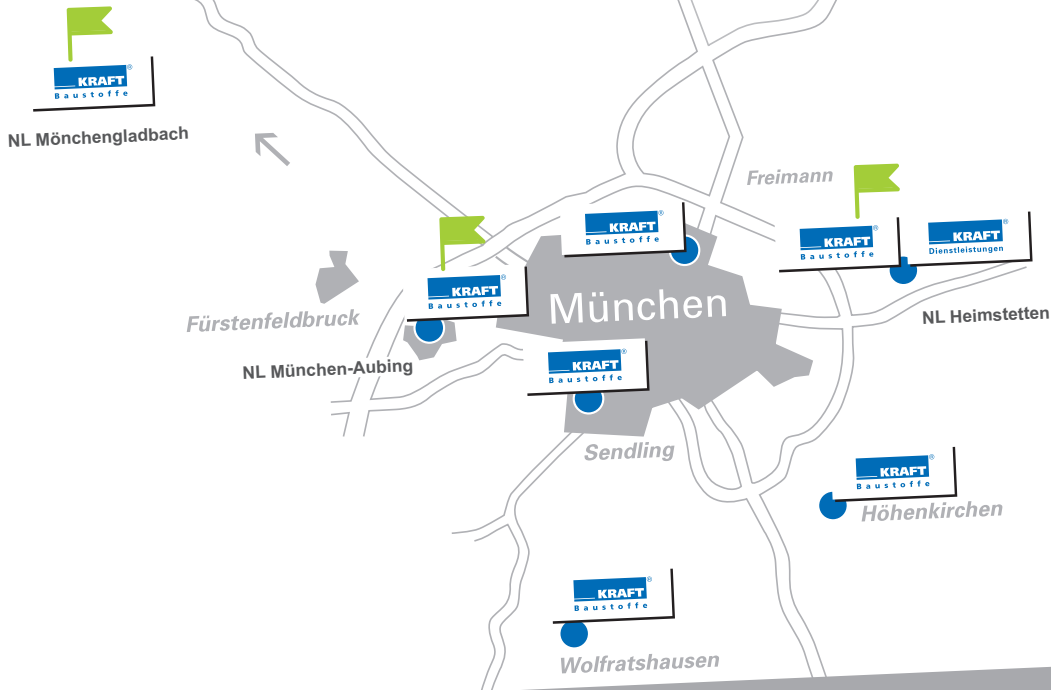 KRAFT®
Baustoffe
NL Mönchengladbach
Freimann
KRAFT®
Baustoffe
KRAFT®
Baustoffe
KRAFT®
Dienstleistungen
KRAFT®
Baustoffe
München
Fürstenfeldbruck
NL Heimstetten
NL München-Aubing
KRAFT®
Baustoffe
Sendling
KRAFT®
Baustoffe
Höhenkirchen
KRAFT®
Baustoffe
Wolfratshausen